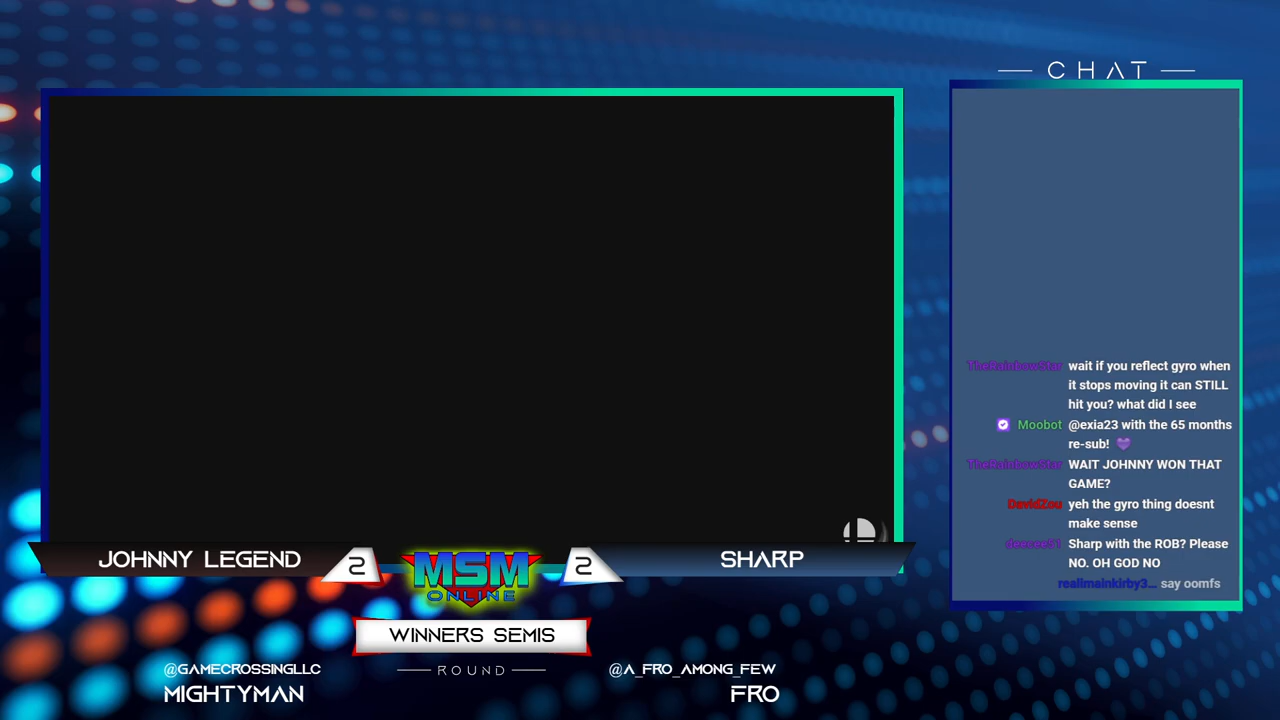 CHAT
TheRainbowStar wait if you reflect gyro when
it stops moving it can STILL
hit you? what did I see
Moobot @exia23 with the 65 months
re-sub! 💜
TheRainbowStar WAIT JOHNNY WON THAT
GAME?
DavidZou yeh the gyro thing doesnt
make sense
Sharp with the ROB? Please
NO. OH GOD NO
realimainkirby3... say oomfs
JOHNNY LEGEND 2
MSM
ONLINE
2 SHARP
WINNERS SEMIS
ROUND
@GAMECROSSINGLLC
MIGHTYMAN
@A_FRO_AMONG_FEW
FRO